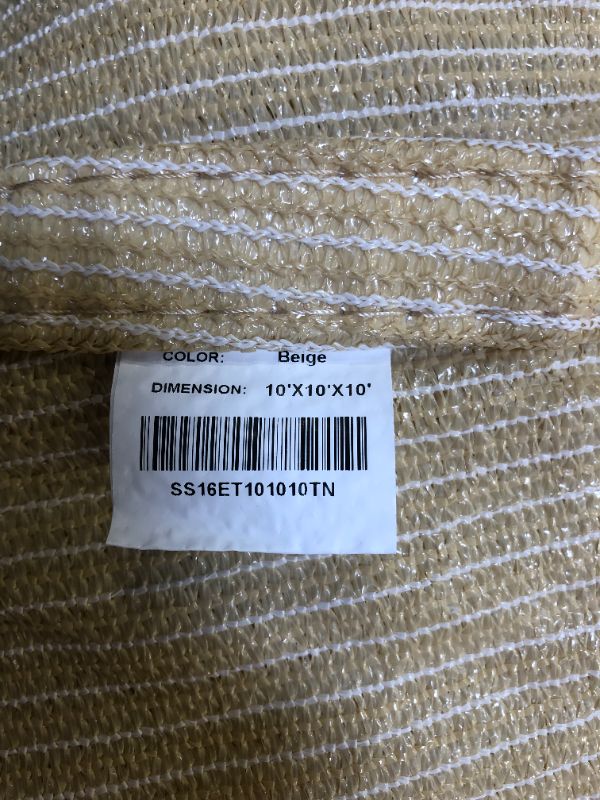 COLOR: Beige
DIMENSION: 10'X10'X10'
SS16ET101010TN